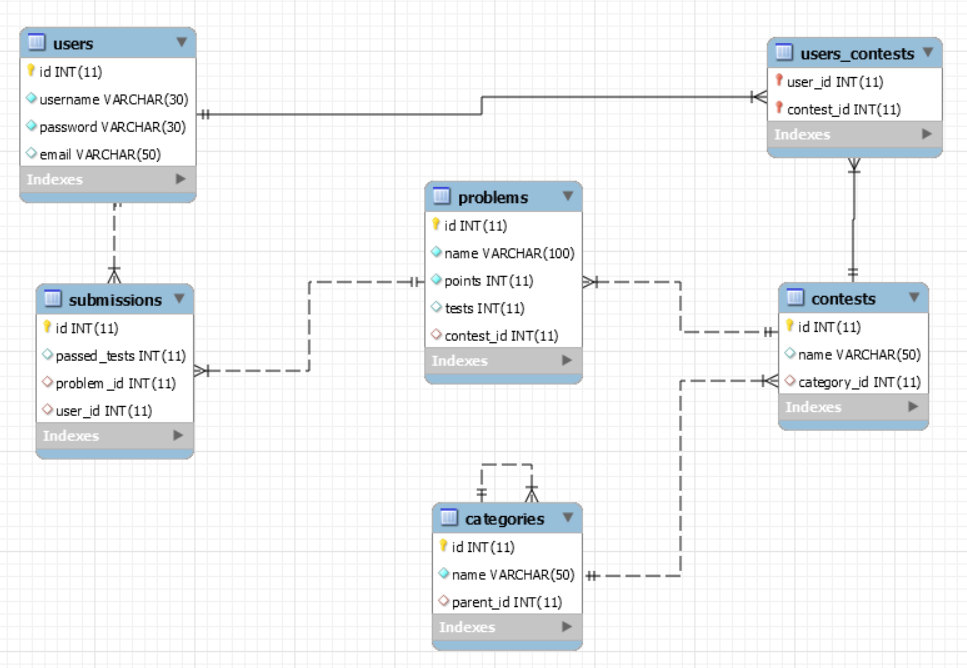 users
id INT(11)
username VARCHAR(30)
password VARCHAR(30)
email VARCHAR(50)
Indexes
users_contests
user_id INT(11)
contest_id INT(11)
Indexes
problems
id INT(11)
name VARCHAR(100)
points INT(11)
tests INT(11)
contest_id INT(11)
Indexes
submissions
id INT(11)
passed_tests INT(11)
problem_id INT(11)
user_id INT(11)
Indexes
contests
id INT(11)
name VARCHAR(50)
category_id INT(11)
Indexes
categories
id INT(11)
name VARCHAR(50)
parent_id INT(11)
Indexes